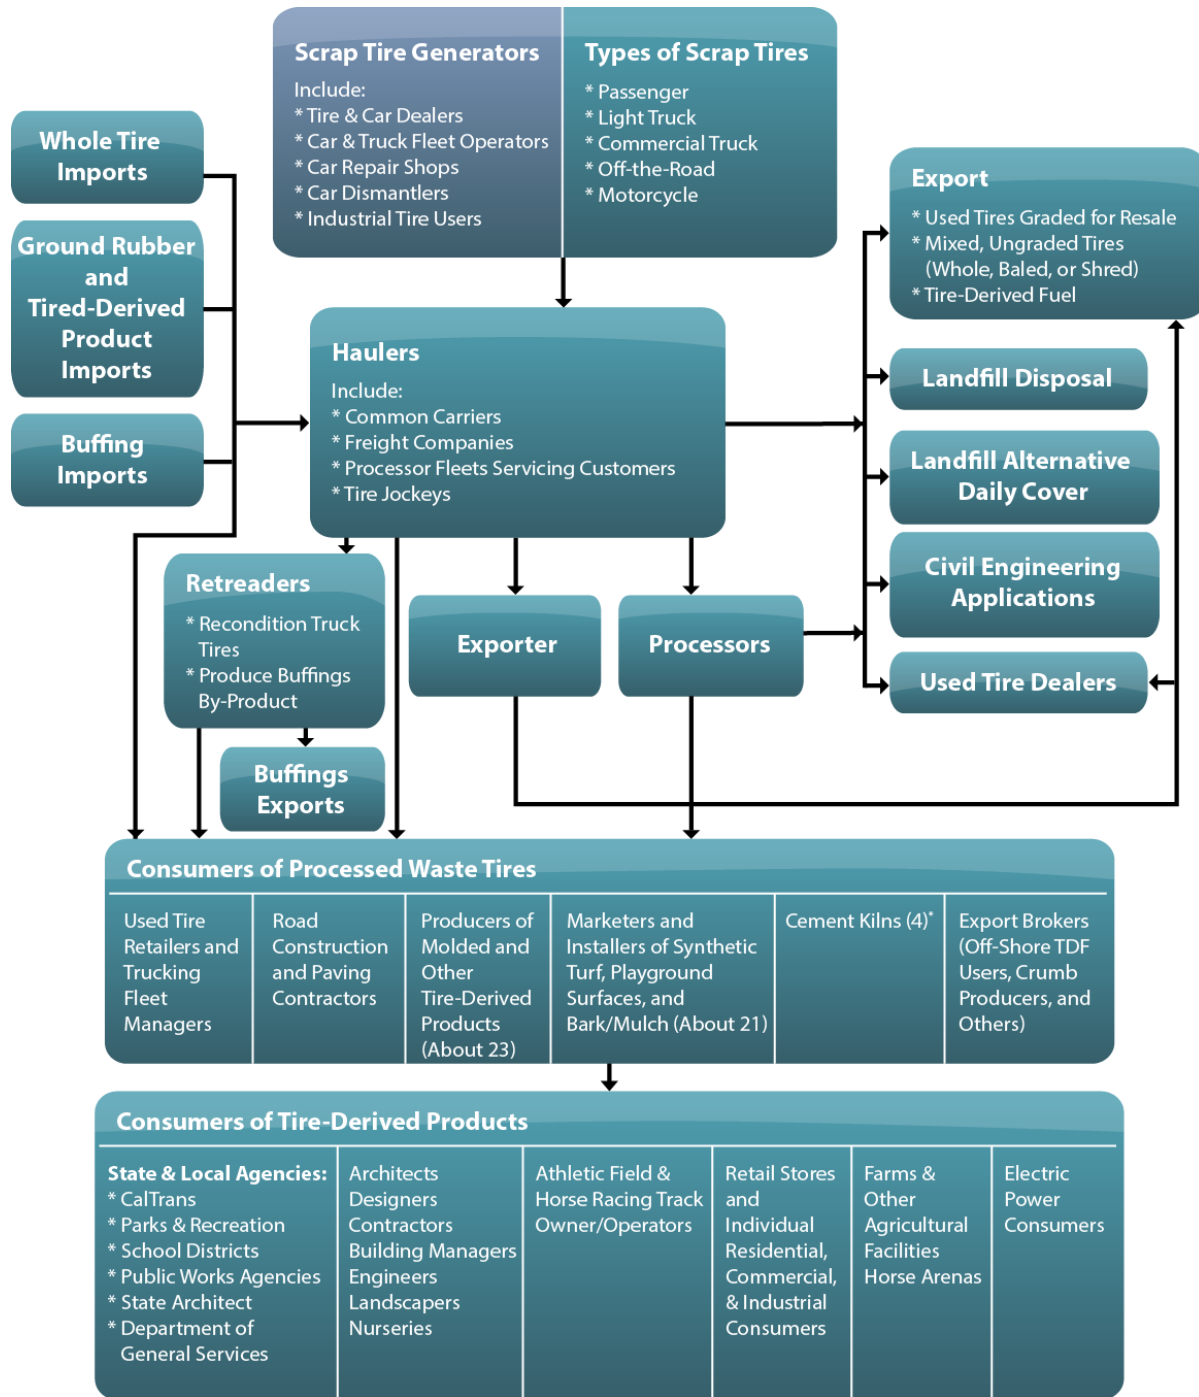 Scrap Tire Generators
Include:
* Tire & Car Dealers
* Car & Truck Fleet Operators
* Car Repair Shops
* Car Dismantlers
* Industrial Tire Users
Types of Scrap Tires
* Passenger
* Light Truck
* Commercial Truck
* Off-the-Road
* Motorcycle
Whole Tire
Imports
Ground Rubber
and
Tired-Derived
Product
Imports
Buffing
Imports
Haulers
Include:
* Common Carriers
* Freight Companies
* Processor Fleets Servicing Customers
* Tire Jockeys
Export
* Used Tires Graded for Resale
* Mixed, Ungraded Tires
(Whole, Baled, or Shred)
* Tire-Derived Fuel
Landfill Disposal
Landfill Alternative
Daily Cover
Civil Engineering
Applications
Used Tire Dealers
Retreaders
* Recondition Truck
Tires
* Produce Buffings
By-Product
Exporter
Processors
Buffings
Exports
Consumers of Processed Waste Tires
Used Tire
Retailers and
Trucking
Fleet
Managers
Road
Construction
and Paving
Contractors
Producers of
Molded and
Other
Tire-Derived
Products
(About 23)
Marketers and
Installers of Synthetic
Turf, Playground
Surfaces, and
Bark/Mulch (About 21)
Cement Kilns (4)*
Export Brokers
(Off-Shore TDF
Users, Crumb
Producers, and
Others)
Consumers of Tire-Derived Products
State & Local Agencies:
* CalTrans
* Parks & Recreation
* School Districts
* Public Works Agencies
* State Architect
* Department of
General Services
Architects
Designers
Contractors
Building Managers
Engineers
Landscapers
Nurseries
Athletic Field &
Horse Racing Track
Owner/Operators
Retail Stores
and
Individual
Residential,
Commercial,
& Industrial
Consumers
Farms &
Other
Agricultural
Facilities
Horse Arenas
Electric
Power
Consumers